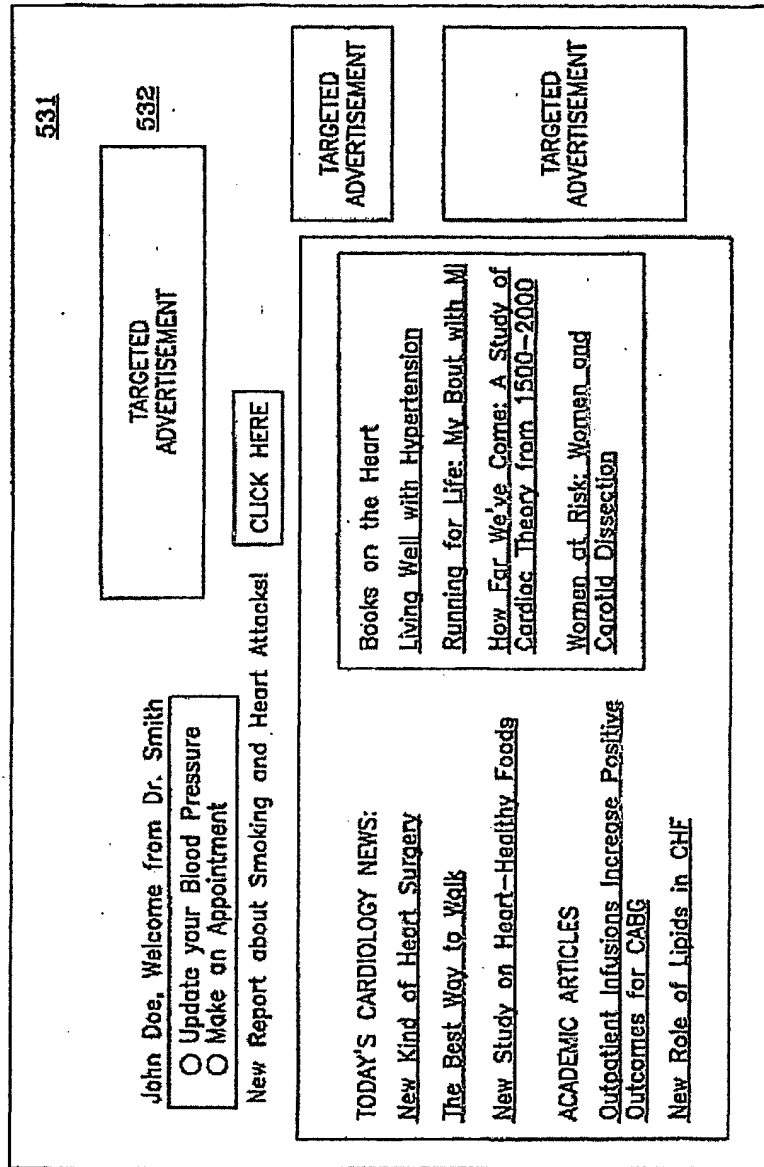 531
John Doe, Welcome from Dr. Smith
Update your Blood Pressure
Make an Appointment
TARGETED
ADVERTISEMENT
532
New Report about Smoking and Heart Attacks!
CLICK HERE
TODAY'S CARDIOLOGY NEWS:
New Kind of Heart Surgery
The Best Way to Walk
New Study on Heart-Healthy Foods
ACADEMIC ARTICLES
Outpatient Infusions Increase Positive
Outcomes for CABG
New Role of Lipids in CHF
Books on the Heart
Living Well with Hypertension
Running for Life: My Bout with MI
How Far We've Come: A Study of
Cardiac Theory from 1500-2000
Women at Risk: Women and
Carotid Dissection
TARGETED
ADVERTISEMENT
TARGETED
ADVERTISEMENT